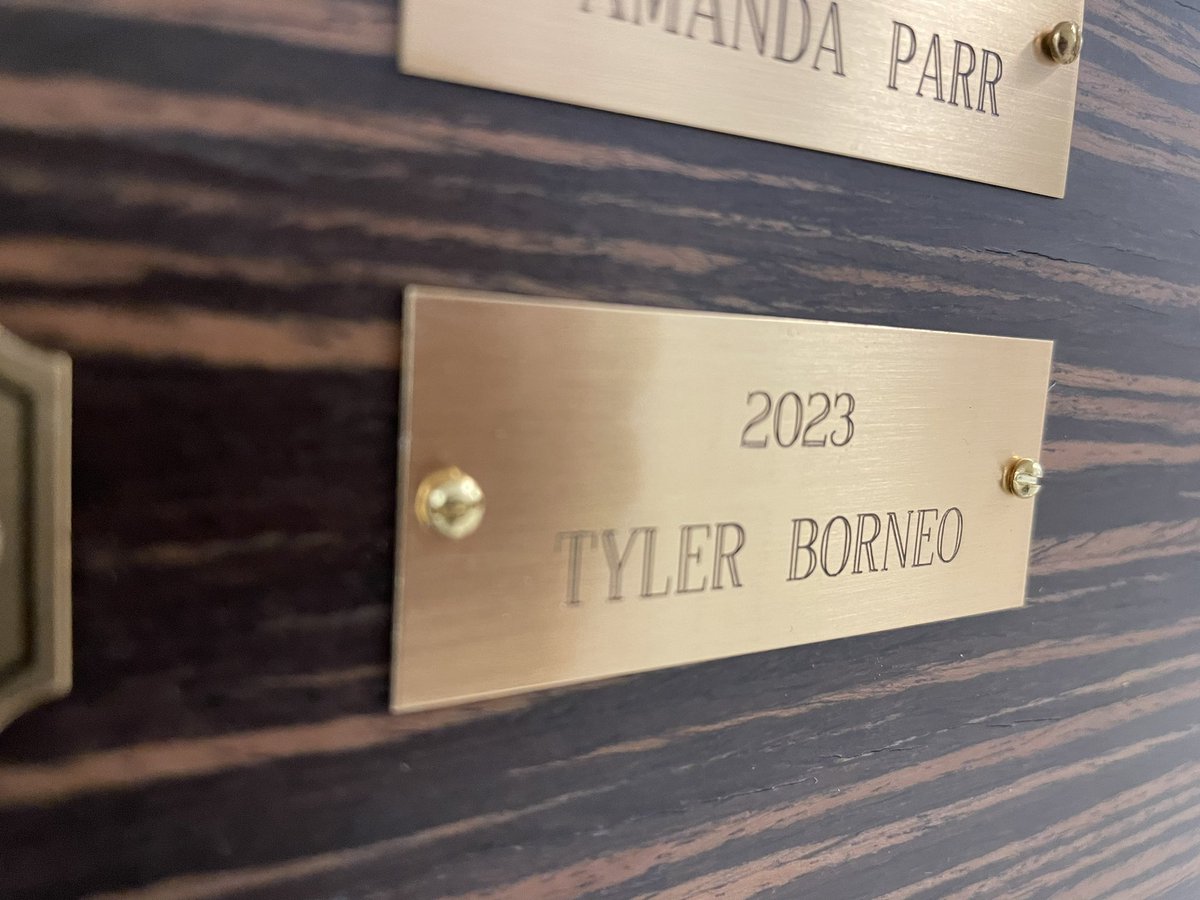 AMANDA PARR
2023
TYLER BORNEO